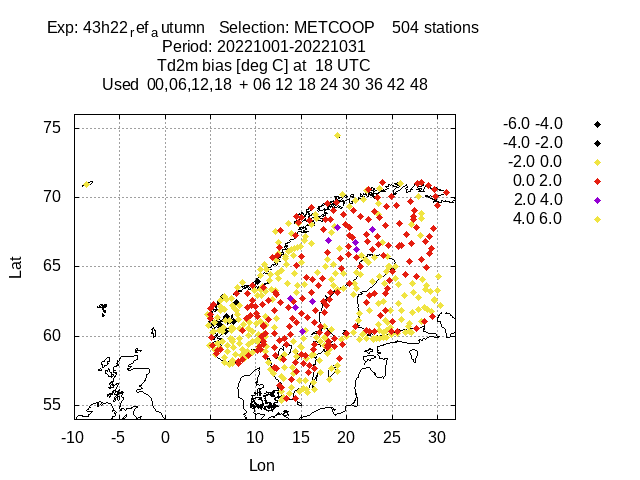 Exp: 43h22refautumn Selection: METCOOP 504 stations
Period: 20221001-20221031
Td2m bias [deg C] at 18 UTC
Used 00,06,12,18 + 06 12 18 24 30 36 42 48
-6.0 -4.0
-4.0 -2.0
-2.0 0.0
0.0 2.0
2.0 4.0
4.0 6.0
75
70
65
60
55
Lat
-10 -5 0 5 10 15 20 25 30
Lon